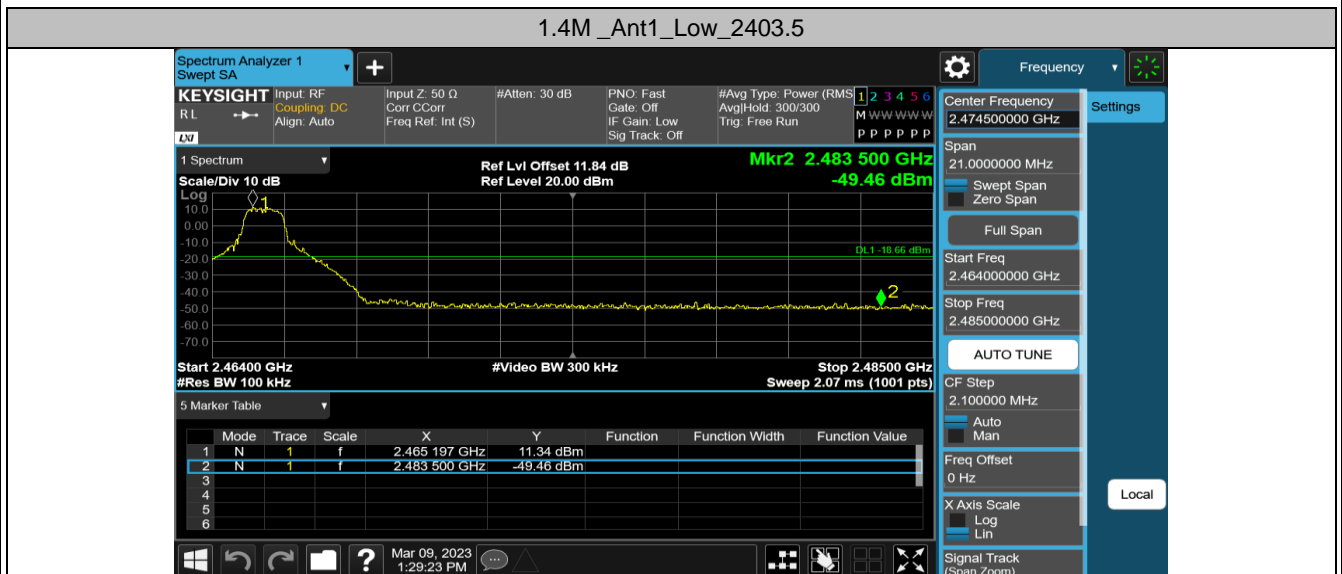 1.4M _Ant1_Low_2403.5
Spectrum Analyzer 1
Swept SA
Frequency
KEYSIGHT
R L
LXI
Input: RF
Coupling: DC
Align: Auto
Input Z: 50 Ω
Corr CCorr
Freq Ref: Int (S)
#Atten: 30 dB
PNO: Fast
Gate: Off
IF Gain: Low
Sig Track: Off
#Avg Type: Power (RMS
Avg|Hold: 300/300
Trig: Free Run
1 2 3 4 5 6
M W W W W W
P P P P P P
1 Spectrum
Scale/Div 10 dB
Ref Lvl Offset 11.84 dB
Ref Level 20.00 dBm
Mkr2 2.483 500 GHz
-49.46 dBm
Log
10.0
0.00
-10.0
-20.0
-30.0
-40.0
-50.0
-60.0
-70.0
1
DL1 -18.66 dBm
2
Start 2.46400 GHz
#Res BW 100 kHz
#Video BW 300 kHz
Stop 2.48500 GHz
Sweep 2.07 ms (1001 pts)
5 Marker Table
Mode Trace Scale X Y Function Function Width Function Value
1 N 1 f 2.465 197 GHz 11.34 dBm
2 N 1 f 2.483 500 GHz -49.46 dBm
3
4
5
6
Mar 09, 2023
1:29:23 PM
Center Frequency
2.474500000 GHz
Settings
Span
21.0000000 MHz
Swept Span
Zero Span
Full Span
Start Freq
2.464000000 GHz
Stop Freq
2.485000000 GHz
AUTO TUNE
CF Step
2.100000 MHz
Auto
Man
Freq Offset
0 Hz
X Axis Scale
Log
Lin
Local
Signal Track
(Span Zoom)